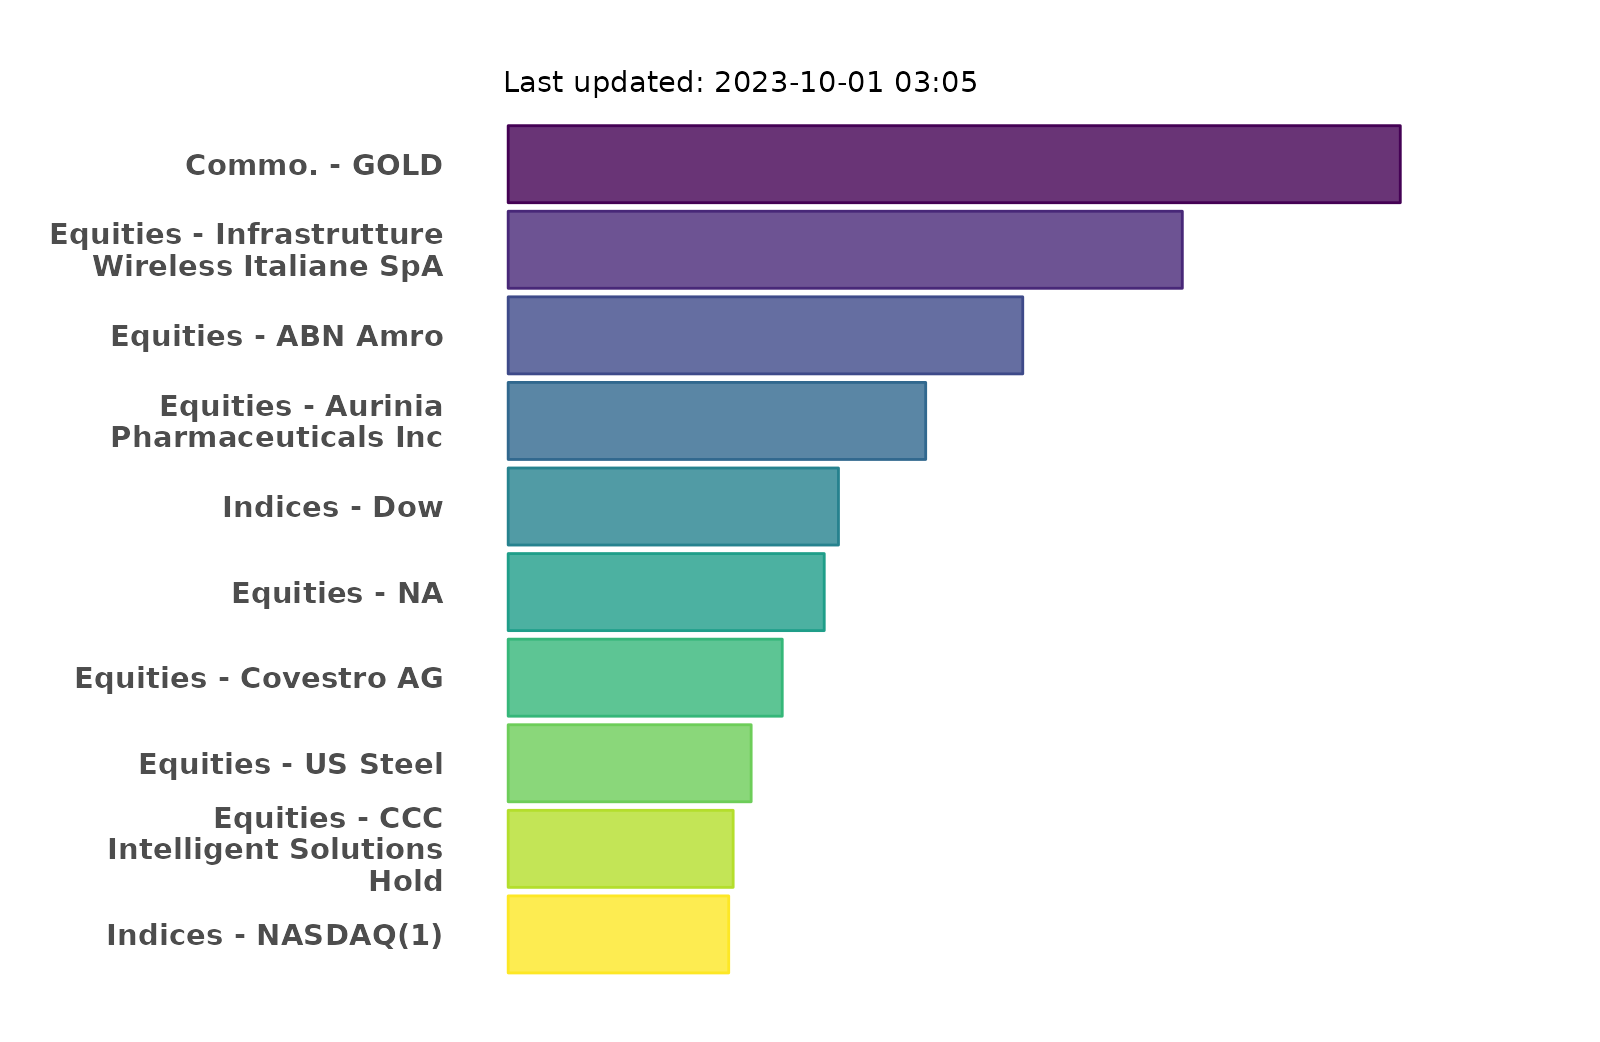 Last updated: 2023-10-01 03:05
Commo. - GOLD
Equities - Infrastrutture
Wireless Italiane SpA
Equities - ABN Amro
Equities - Aurinia
Pharmaceuticals Inc
Indices - Dow
Equities - NA
Equities - Covestro AG
Equities - US Steel
Equities - CCC
Intelligent Solutions
Hold
Indices - NASDAQ(1)